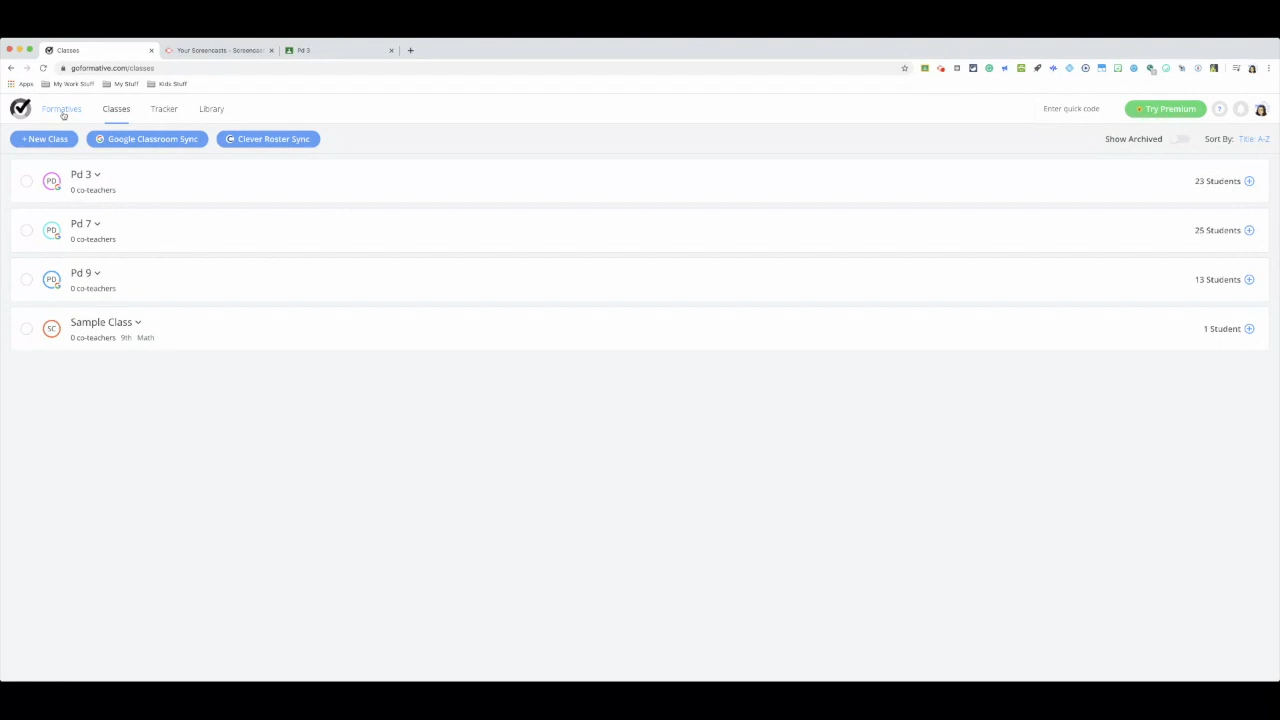 Classes
Your Screencasts - Screencas
Pd 3
goformative.com/classes
Apps My Work Stuff My Stuff Kids Stuff
Formatives Classes Tracker Library Enter quick code Try Premium ?
+ New Class Google Classroom Sync Clever Roster Sync Show Archived Sort By: Title: A-Z
PD Pd 3
0 co-teachers
23 Students
PD Pd 7
0 co-teachers
25 Students
PD Pd 9
0 co-teachers
13 Students
SC Sample Class
0 co-teachers 9th Math
1 Student